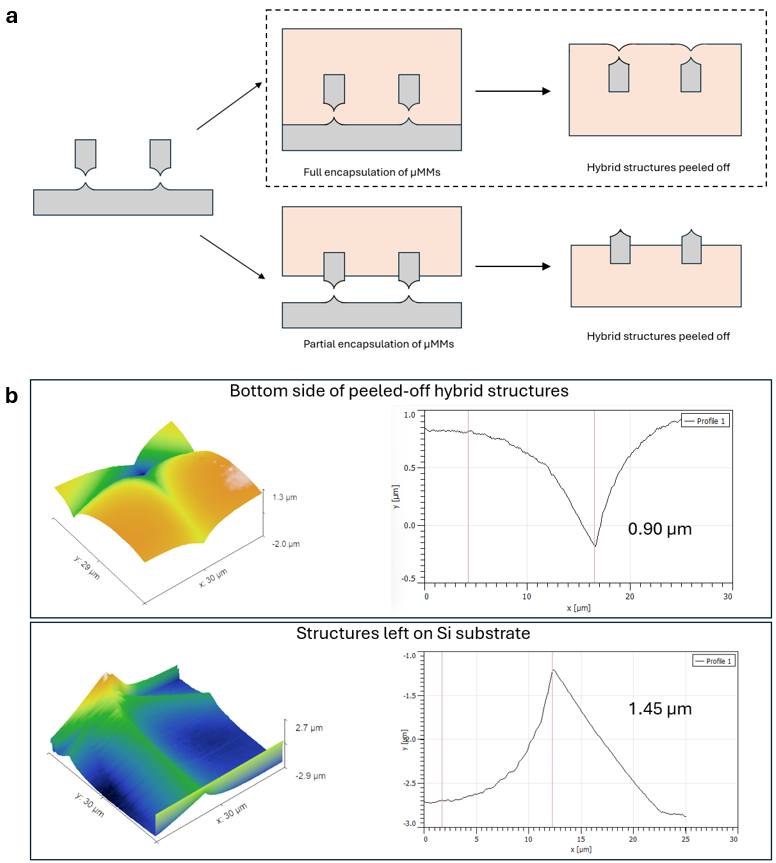 a
Full encapsulation of µMMs
Hybrid structures peeled off
Partial encapsulation of µMMs
Hybrid structures peeled off
b
Bottom side of peeled-off hybrid structures
1.3 µm
-2.0 µm
y: 29 µm
x: 30 µm
1.0
0.5
0.0
-0.5
y [µm]
Profile 1
0.90 µm
0 10 20 30
x [µm]
Structures left on Si substrate
2.7 µm
-2.9 µm
y: 30 µm
x: 30 µm
-1.0
-1.5
-2.0
-2.5
-3.0
y [µm]
Profile 1
1.45 µm
0 5 10 15 20 25 30
x [µm]